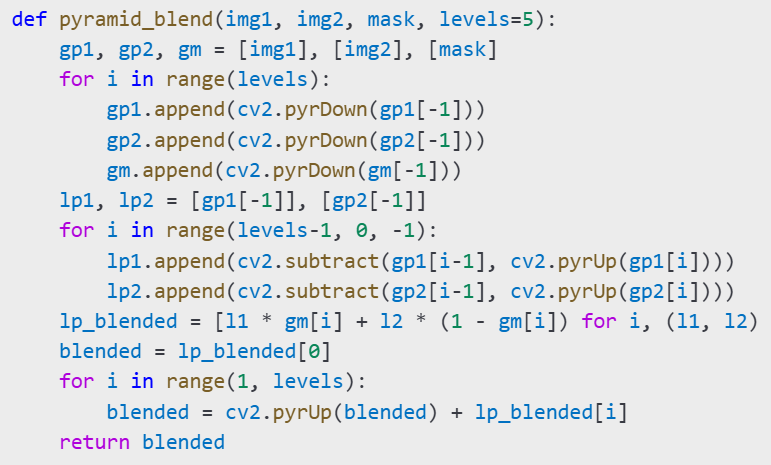 def pyramid_blend(img1, img2, mask, levels=5):
    gp1, gp2, gm = [img1], [img2], [mask]
    for i in range(levels):
        gp1.append(cv2.pyrDown(gp1[-1]))
        gp2.append(cv2.pyrDown(gp2[-1]))
        gm.append(cv2.pyrDown(gm[-1]))
    lp1, lp2 = [gp1[-1]], [gp2[-1]]
    for i in range(levels-1, 0, -1):
        lp1.append(cv2.subtract(gp1[i-1], cv2.pyrUp(gp1[i])))
        lp2.append(cv2.subtract(gp2[i-1], cv2.pyrUp(gp2[i])))
    lp_blended = [l1 * gm[i] + l2 * (1 - gm[i]) for i, (l1, l2)
    blended = lp_blended[0]
    for i in range(1, levels):
        blended = cv2.pyrUp(blended) + lp_blended[i]
    return blended